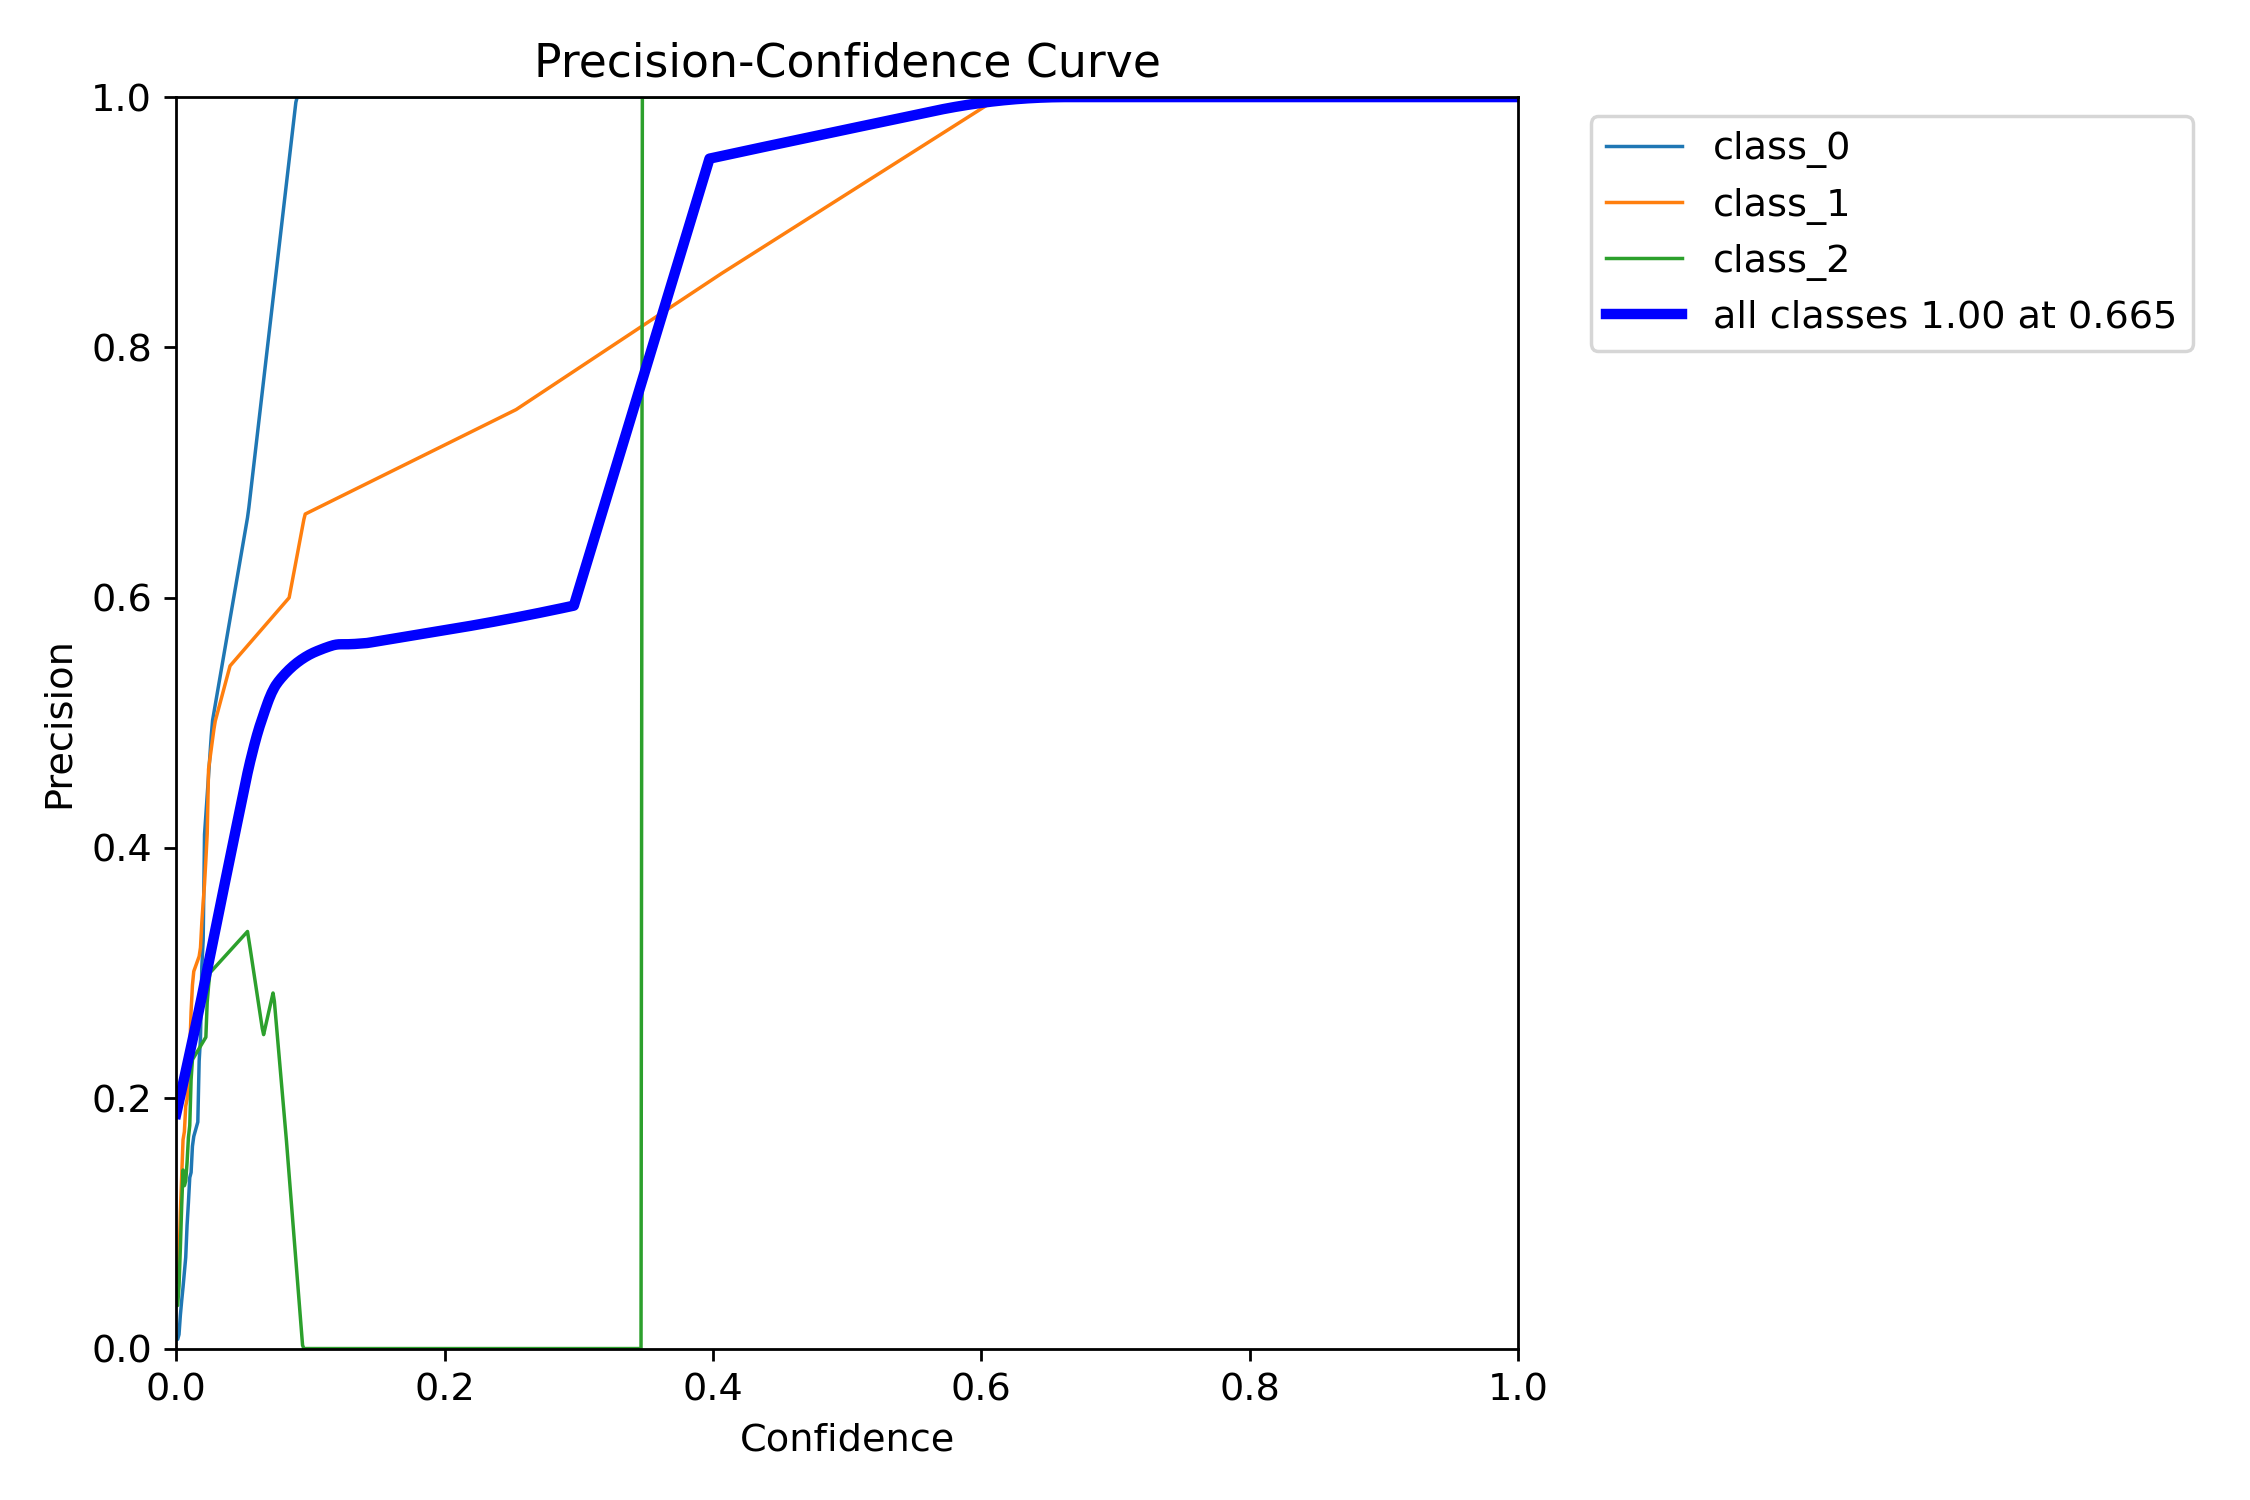 Precision-Confidence Curve
1.0
0.8
0.6
0.4
0.2
0.0
Precision
0.0 0.2 0.4 0.6 0.8 1.0
Confidence
class_0
class_1
class_2
all classes 1.00 at 0.665